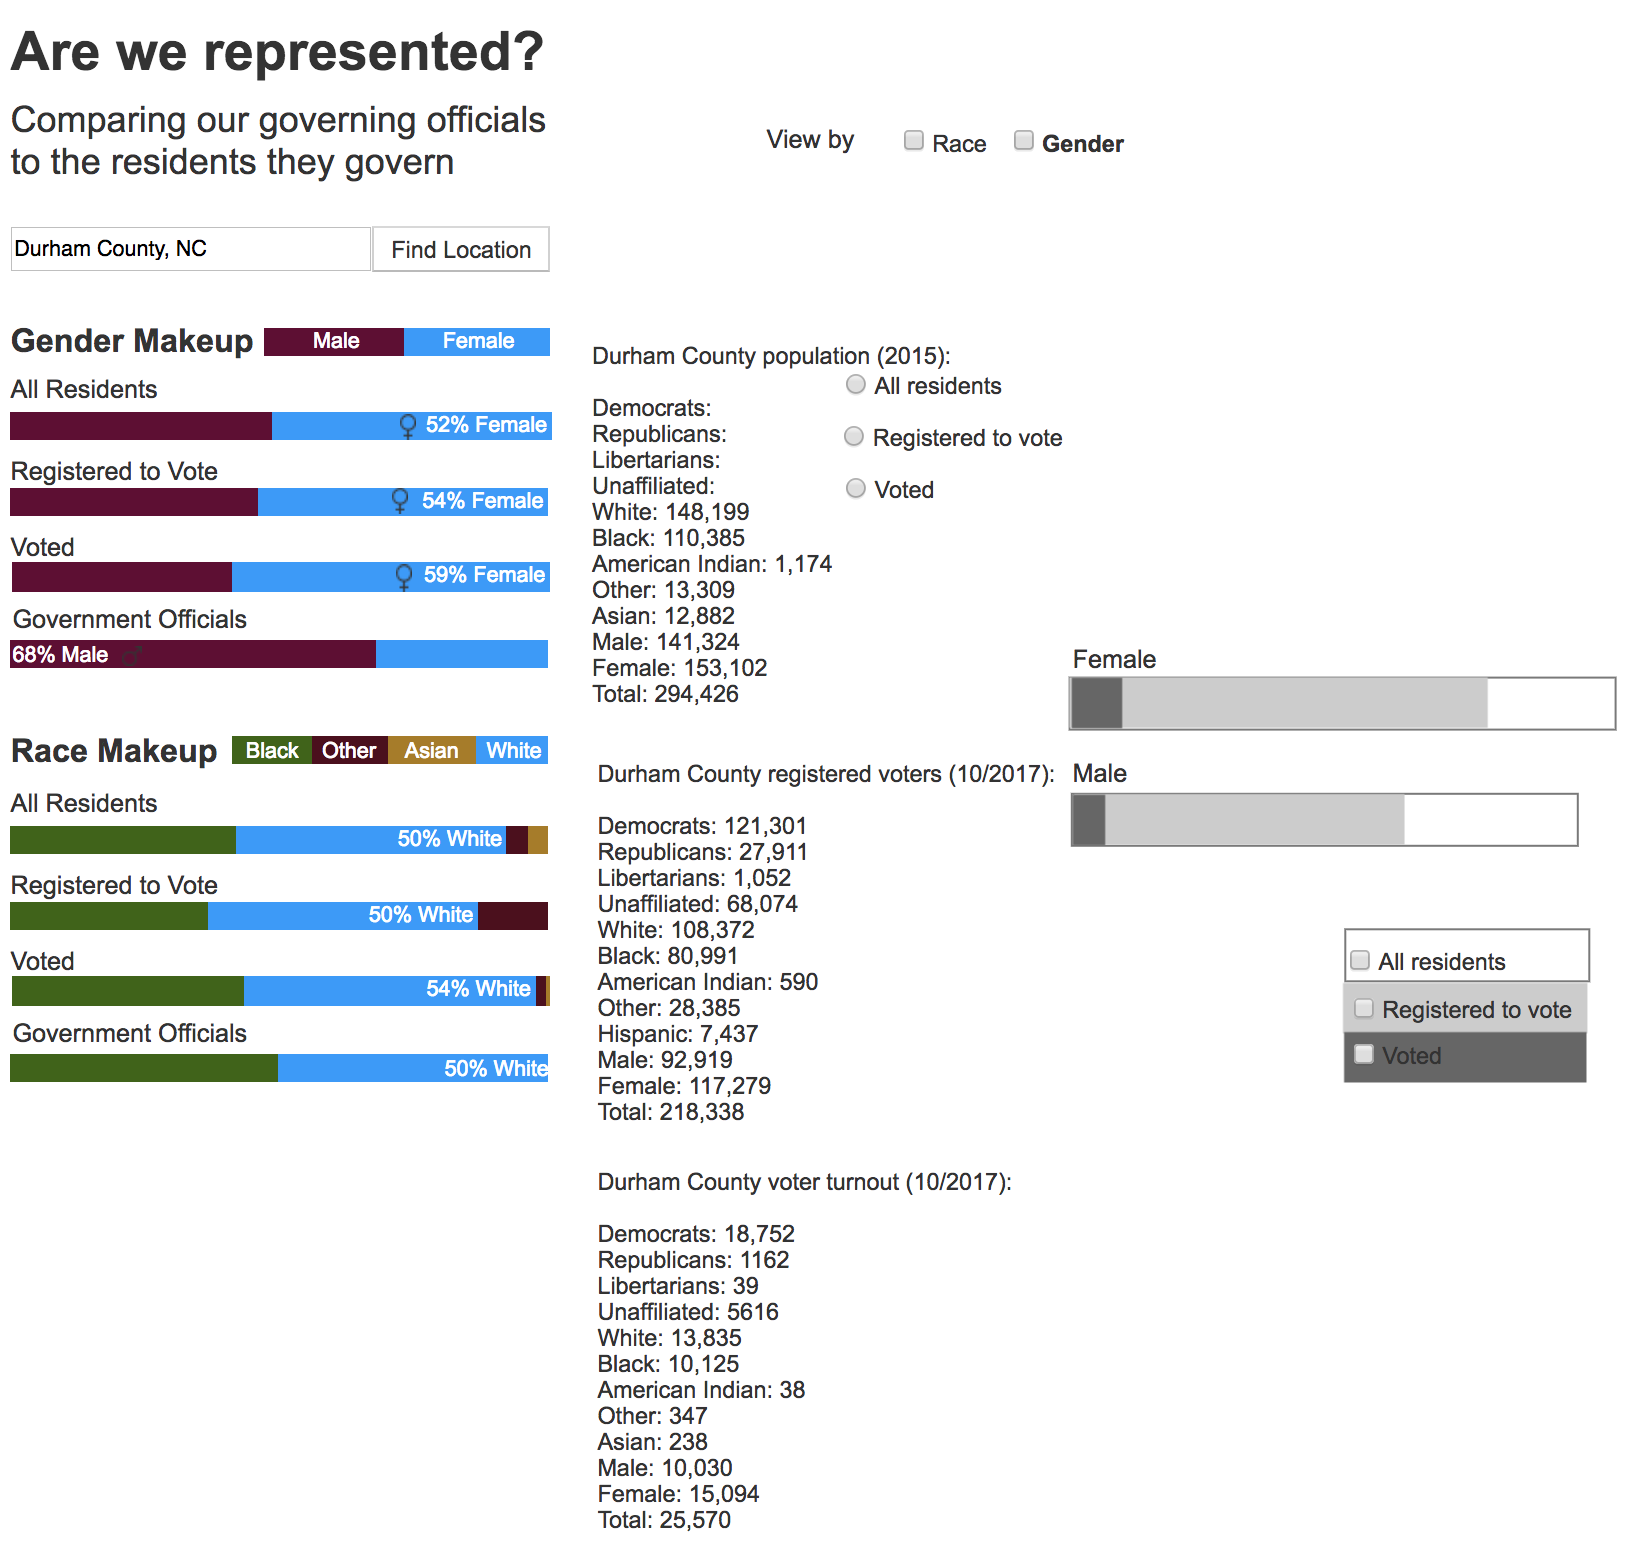 Are we represented?
Comparing our governing officials
to the residents they govern
View by
Race
Gender
Durham County, NC
Find Location
Gender Makeup
Male
Female
All Residents
52% Female
Registered to Vote
54% Female
Voted
59% Female
Government Officials
68% Male
Race Makeup
Black
Other
Asian
White
All Residents
50% White
Registered to Vote
50% White
Voted
54% White
Government Officials
50% White
Durham County population (2015):
Democrats:
Republicans:
Libertarians:
Unaffiliated:
White: 148,199
Black: 110,385
American Indian: 1,174
Other: 13,309
Asian: 12,882
Male: 141,324
Female: 153,102
Total: 294,426
All residents
Registered to vote
Voted
Durham County registered voters (10/2017):
Democrats: 121,301
Republicans: 27,911
Libertarians: 1,052
Unaffiliated: 68,074
White: 108,372
Black: 80,991
American Indian: 590
Other: 28,385
Hispanic: 7,437
Male: 92,919
Female: 117,279
Total: 218,338
Durham County voter turnout (10/2017):
Democrats: 18,752
Republicans: 1162
Libertarians: 39
Unaffiliated: 5616
White: 13,835
Black: 10,125
American Indian: 38
Other: 347
Asian: 238
Male: 10,030
Female: 15,094
Total: 25,570
Female
Male
All residents
Registered to vote
Voted